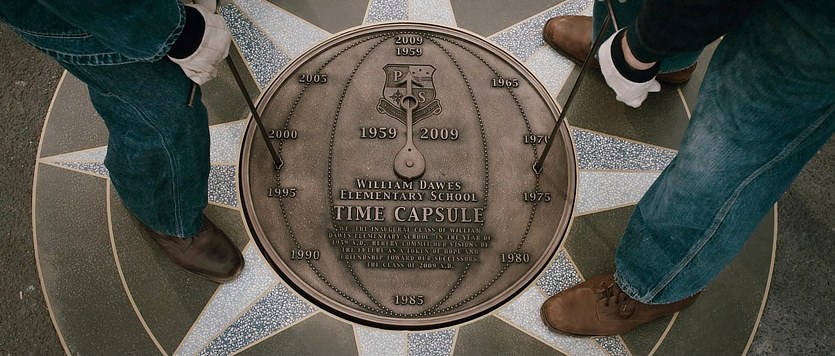 2009
1959
2005
1965
P S
1959 2009
2000
1970
William Dawes
Elementary School
TIME CAPSULE
1995
1975
We, the inaugural class of William
Dawes Elementary School, in the year of
1959 A.D., hereby commit our visions of
the future as a token of hope and
friendship toward our successors
the class of 2009 A.D.
1990
1980
1985